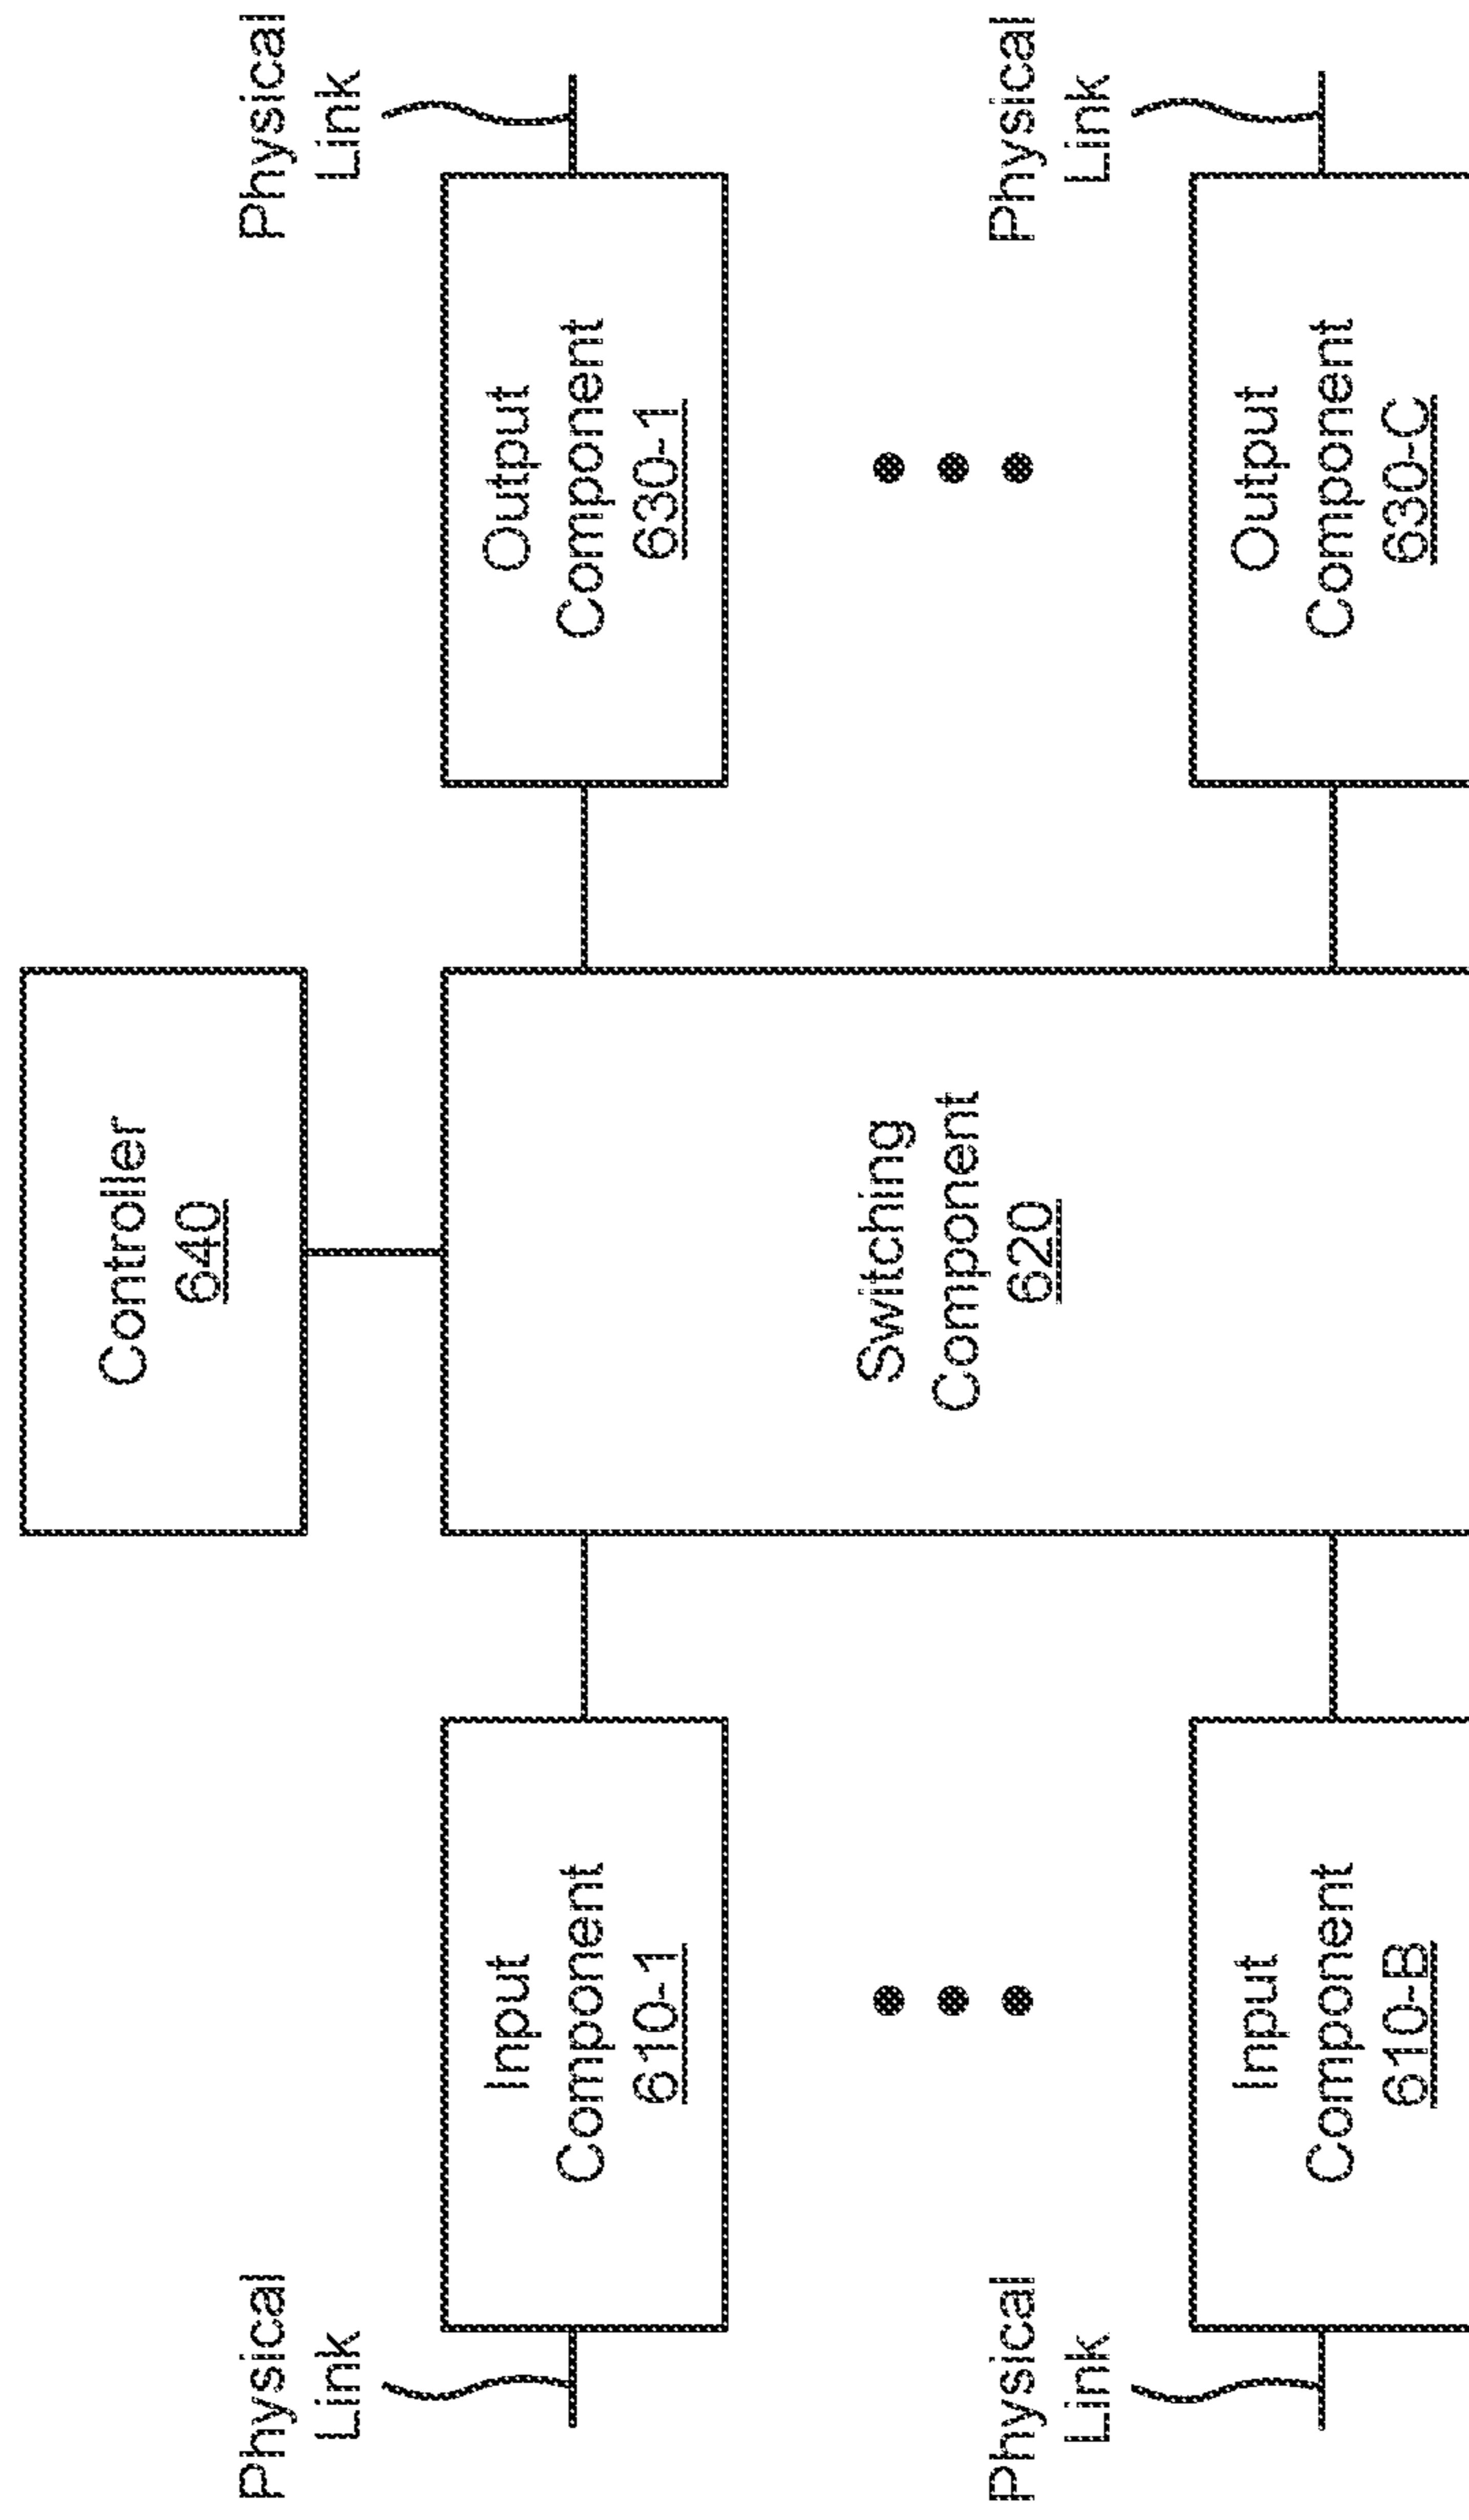 Controller
640
Physical
Link
Input
Component
610-1
Switching
Component
620
Output
Component
630-1
Physical
Link
Physical
Link
Input
Component
610-B
Output
Component
630-C
Physical
Link